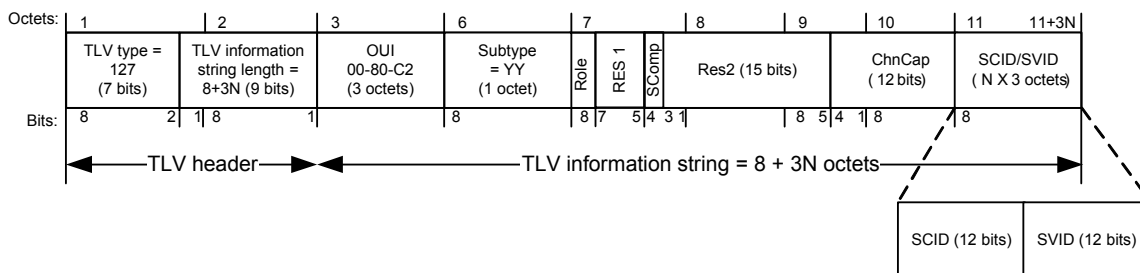 Octets: 1 2 3 6 7 8 9 10 11 11+3N
TLV type =
127
(7 bits)
TLV information
string length =
8+3N (9 bits)
OUI
00-80-C2
(3 octets)
Subtype
= YY
(1 octet)
Role
RES 1
SComp
Res2 (15 bits)
ChnCap
(12 bits)
SCID/SVID
( N X 3 octets)
Bits: 8 2 1 8 1 8 8 7 5 4 3 1 8 5 4 1 8 8
TLV header
TLV information string = 8 + 3N octets
SCID (12 bits)
SVID (12 bits)